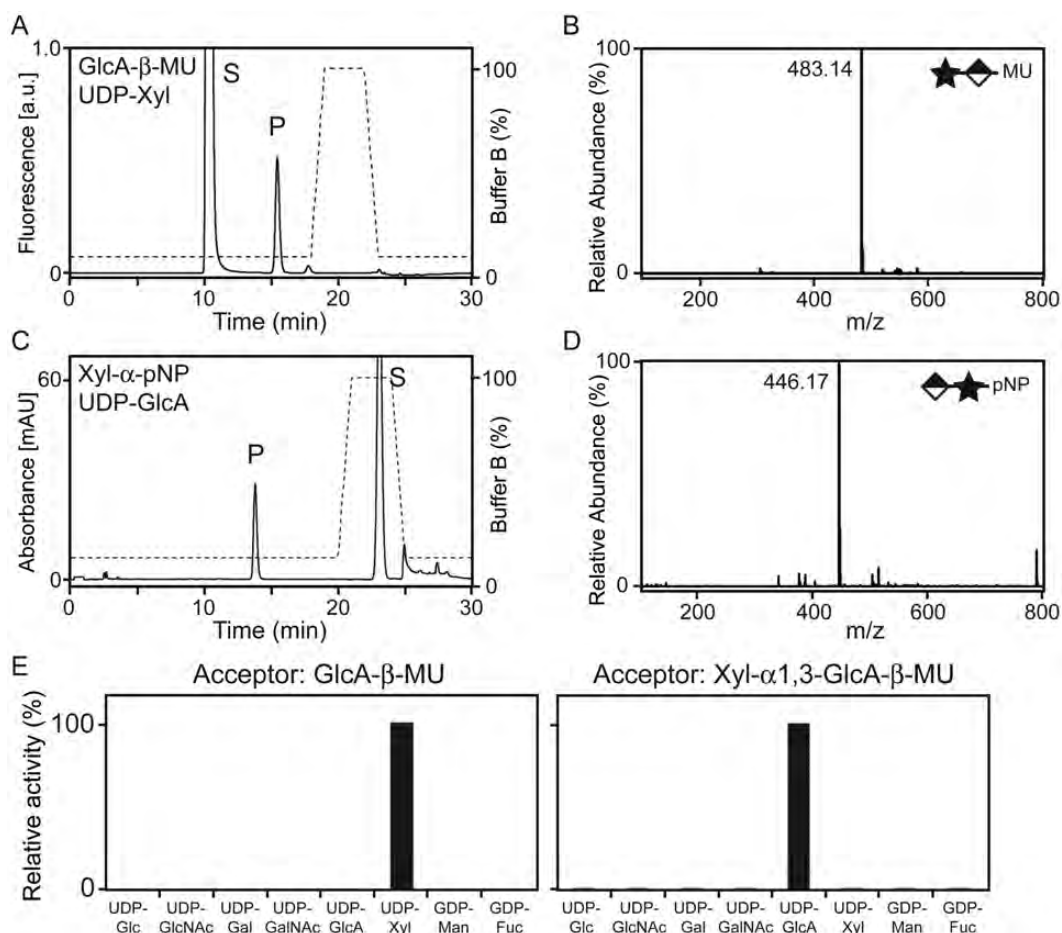 A
1.0
GlcA-β-MU
UDP-Xyl
S
P
100
0
0
Fluorescence [a.u.]
Buffer B (%)
0
10
20
30
Time (min)
B
100
483.14
MU
50
0
Relative Abundance (%)
200
400
600
800
m/z
C
60
Xyl-α-pNP
UDP-GlcA
S
P
100
0
0
Absorbance [mAU]
Buffer B (%)
0
10
20
30
Time (min)
D
100
446.17
pNP
50
0
Relative Abundance (%)
200
400
600
800
m/z
E
Acceptor: GlcA-β-MU
Relative activity (%)
100
0
UDP- UDP- UDP- UDP- UDP- UDP- GDP- GDP-
Glc GlcNAc Gal GalNAc GlcA Xyl Man Fuc
Acceptor: Xyl-α1,3-GlcA-β-MU
UDP- UDP- UDP- UDP- UDP- UDP- GDP- GDP-
Glc GlcNAc Gal GalNAc GlcA Xyl Man Fuc